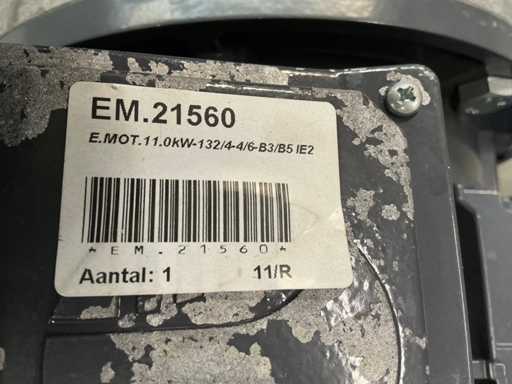 EM.21560
E.MOT.11.0kW-132/4-4/6-B3/B5 IE2
*EM.21560*
Aantal: 1 11/R